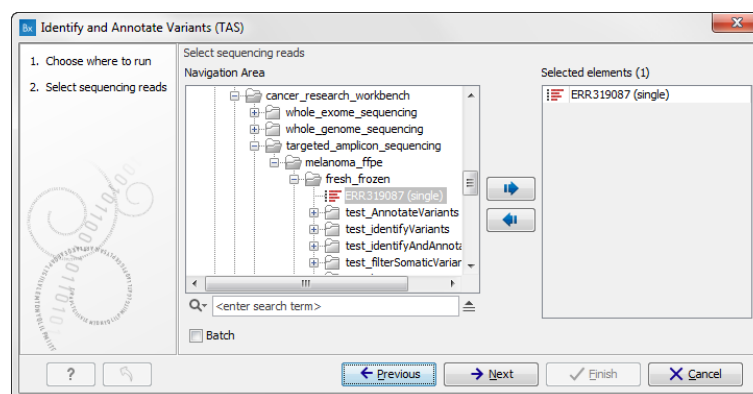 Bx Identify and Annotate Variants (TAS)
1. Choose where to run
2. Select sequencing reads
Select sequencing reads
Navigation Area
cancer_research_workbench
whole_exome_sequencing
whole_genome_sequencing
targeted_amplicon_sequencing
melanoma_ffpe
fresh_frozen
ERR319087 (single)
test_AnnotateVariants
test_identifyVariants
test_identifyAndAnnota
test_filterSomaticVarian
<enter search term>
Batch
Selected elements (1)
ERR319087 (single)
? Previous Next Finish Cancel